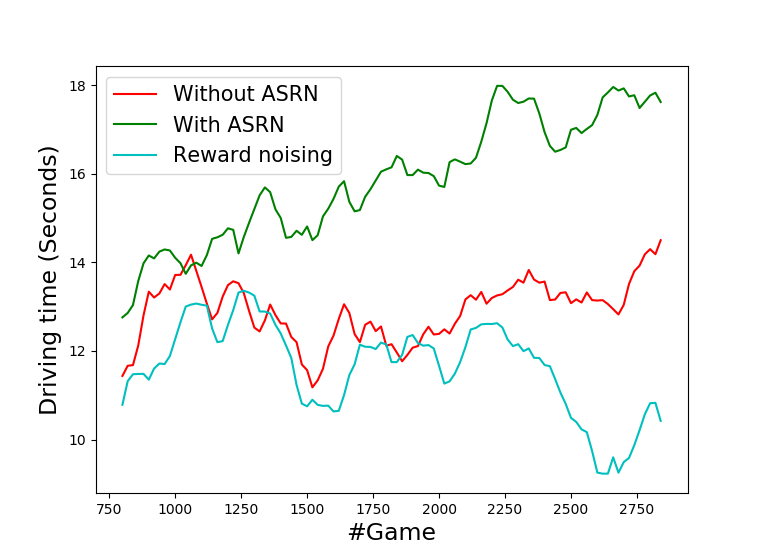 Without ASRN
With ASRN
Reward noising
Driving time (Seconds)
18
16
14
12
10
750 1000 1250 1500 1750 2000 2250 2500 2750
#Game